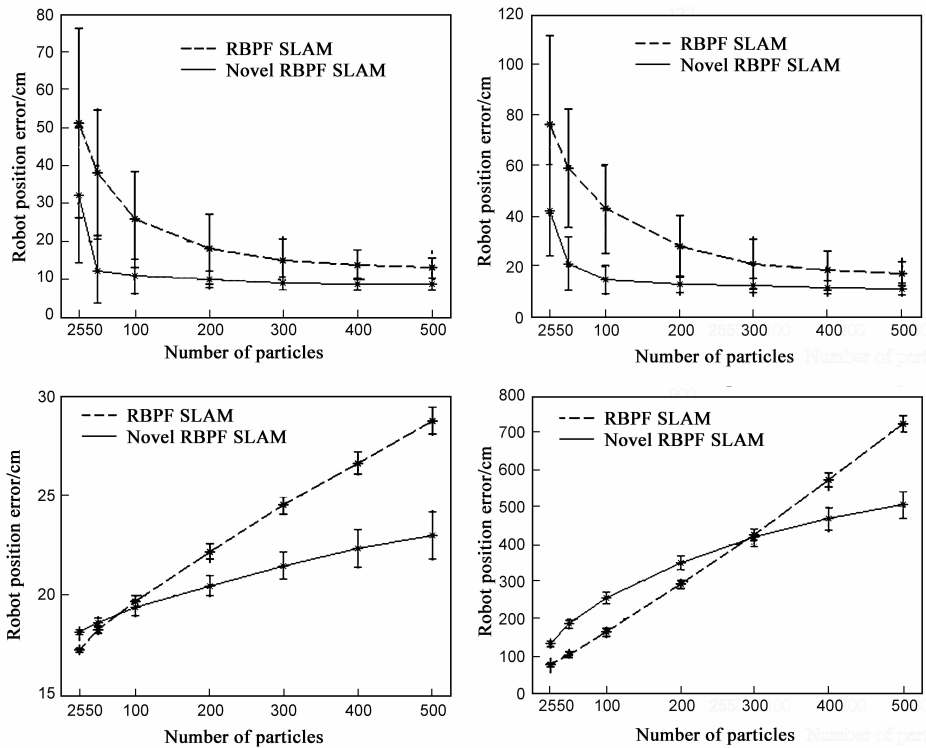 80
70
60
50
40
30
20
10
0
Robot position error/cm
RBPF SLAM
Novel RBPF SLAM
2550 100 200 300 400 500
Number of particles
120
100
80
60
40
20
0
Robot position error/cm
RBPF SLAM
Novel RBPF SLAM
2550 100 200 300 400 500
Number of particles
30
25
20
15
Robot position error/cm
RBPF SLAM
Novel RBPF SLAM
2550 100 200 300 400 500
Number of particles
800
700
600
500
400
300
200
100
0
Robot position error/cm
RBPF SLAM
Novel RBPF SLAM
2550 100 200 300 400 500
Number of particles